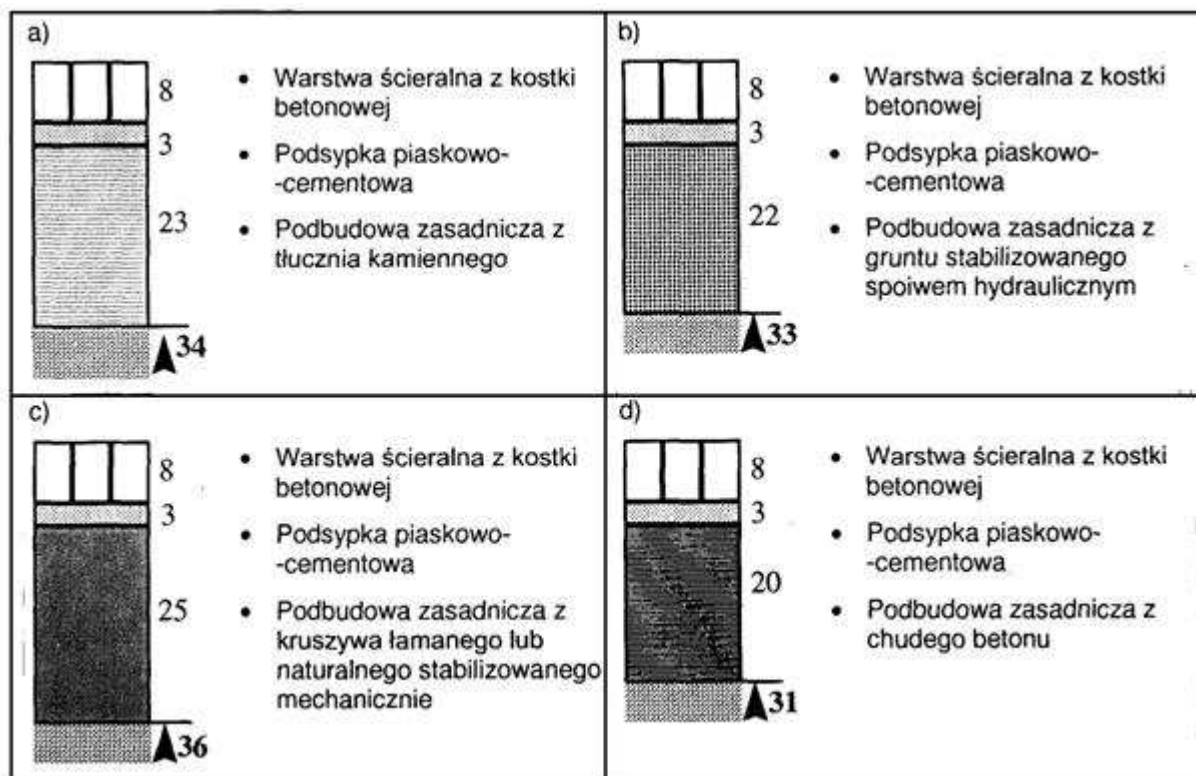 a)
8
3
23
34
• Warstwa ścieralna z kostki
betonowej
• Podsypka piaskowo-
-cementowa
• Podbudowa zasadnicza z
tłucznia kamiennego
b)
8
3
22
33
• Warstwa ścieralna z kostki
betonowej
• Podsypka piaskowo-
-cementowa
• Podbudowa zasadnicza z
gruntu stabilizowanego
spoiwem hydraulicznym
c)
8
3
25
36
• Warstwa ścieralna z kostki
betonowej
• Podsypka piaskowo-
-cementowa
• Podbudowa zasadnicza z
kruszywa łamanego lub
naturalnego stabilizowanego
mechanicznie
d)
8
3
20
31
• Warstwa ścieralna z kostki
betonowej
• Podsypka piaskowo-
-cementowa
• Podbudowa zasadnicza z
chudego betonu